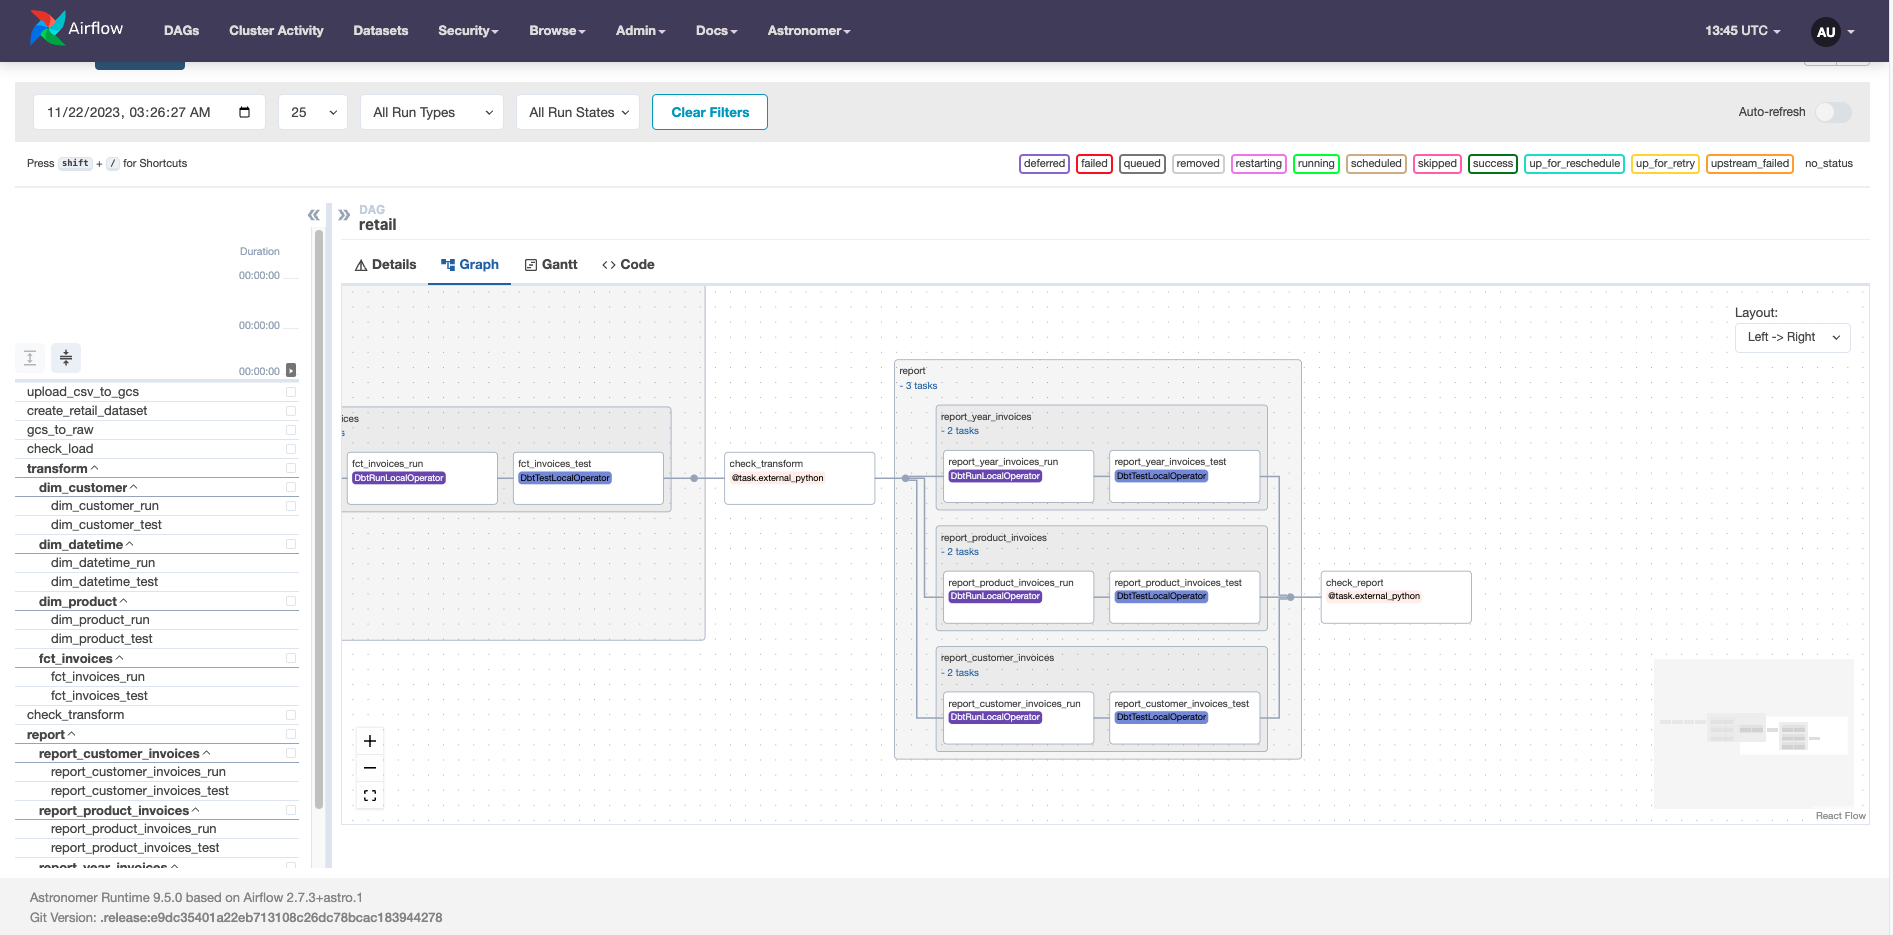 Airflow DAGs Cluster Activity Datasets Security Browse Admin Docs Astronomer 13:45 UTC AU
11/22/2023, 03:26:27 AM 25 All Run Types All Run States Clear Filters Auto-refresh
Press shift + / for Shortcuts deferred failed queued removed restarting running scheduled skipped success up_for_reschedule up_for_retry upstream_failed no_status
DAG
retail
Duration
00:00:00
00:00:00
00:00:00
upload_csv_to_gcs
create_retail_dataset
gcs_to_raw
check_load
transform
dim_customer
dim_customer_run
dim_customer_test
dim_datetime
dim_datetime_run
dim_datetime_test
dim_product
dim_product_run
dim_product_test
fct_invoices
fct_invoices_run
fct_invoices_test
check_transform
report
report_customer_invoices
report_customer_invoices_run
report_customer_invoices_test
report_product_invoices
report_product_invoices_run
report_product_invoices_test
report_year_invoices
Details Graph Gantt Code
Layout:
Left -> Right
ices
s
fct_invoices_run
DbtRunLocalOperator
fct_invoices_test
DbtTestLocalOperator
check_transform
@task.external_python
report
- 3 tasks
report_year_invoices
- 2 tasks
report_year_invoices_run
DbtRunLocalOperator
report_year_invoices_test
DbtTestLocalOperator
report_product_invoices
- 2 tasks
report_product_invoices_run
DbtRunLocalOperator
report_product_invoices_test
DbtTestLocalOperator
report_customer_invoices
- 2 tasks
report_customer_invoices_run
DbtRunLocalOperator
report_customer_invoices_test
DbtTestLocalOperator
check_report
@task.external_python
React Flow
Astronomer Runtime 9.5.0 based on Airflow 2.7.3+astro.1
Git Version: .release:e9dc35401a22eb713108c26dc78bcac183944278